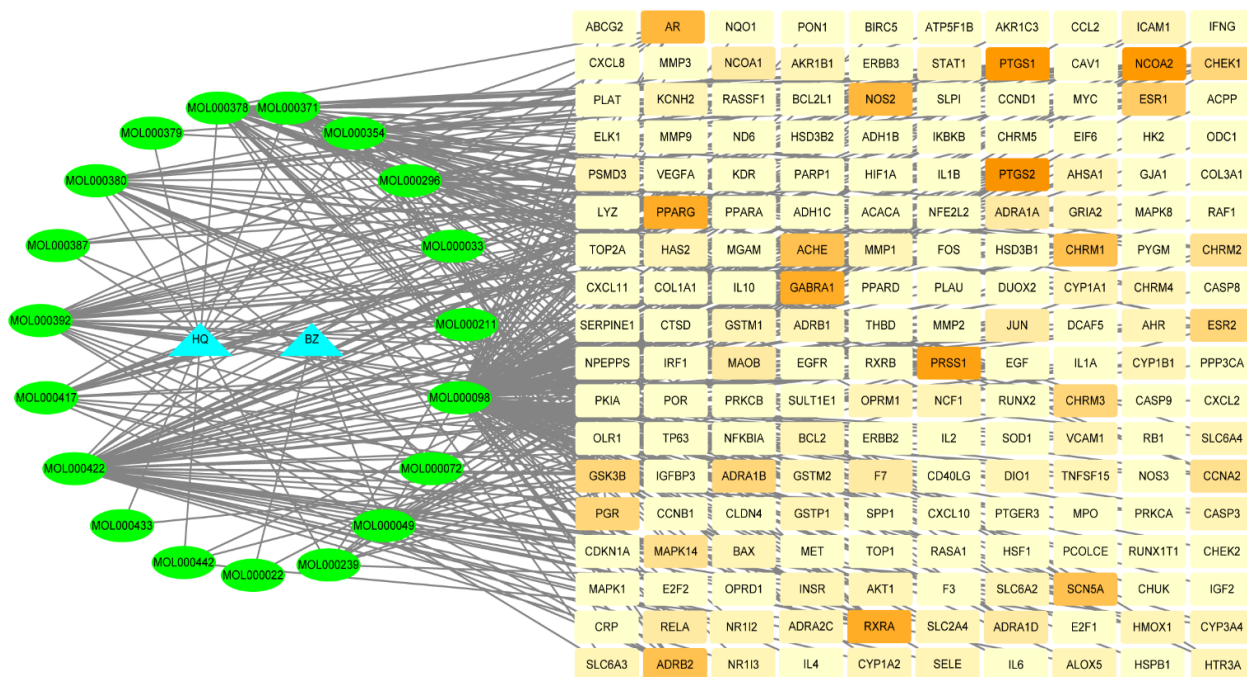 MOL000378
MOL000371
MOL000379
MOL000354
MOL000380
MOL000296
MOL000387
MOL000033
MOL000392
MOL000211
HQ
BZ
MOL000417
MOL000098
MOL000422
MOL000072
MOL000433
MOL000049
MOL000442
MOL000022
MOL000239
ABCG2 AR NQO1 PON1 BIRC5 ATP5F1B AKR1C3 CCL2 ICAM1 IFNG
CXCL8 MMP3 NCOA1 AKR1B1 ERBB3 STAT1 PTGS1 CAV1 NCOA2 CHEK1
PLAT KCNH2 RASSF1 BCL2L1 NOS2 SLPI CCND1 MYC ESR1 ACPP
ELK1 MMP9 ND6 HSD3B2 ADH1B IKBKB CHRM5 EIF6 HK2 ODC1
PSMD3 VEGFA KDR PARP1 HIF1A IL1B PTGS2 AHSA1 GJA1 COL3A1
LYZ PPARG PPARA ADH1C ACACA NFE2L2 ADRA1A GRIA2 MAPK8 RAF1
TOP2A HAS2 MGAM ACHE MMP1 FOS HSD3B1 CHRM1 PYGM CHRM2
CXCL11 COL1A1 IL10 GABRA1 PPARD PLAU DUOX2 CYP1A1 CHRM4 CASP8
SERPINE1 CTSD GSTM1 ADRB1 THBD MMP2 JUN DCAF5 AHR ESR2
NPEPPS IRF1 MAOB EGFR RXRB PRSS1 EGF IL1A CYP1B1 PPP3CA
PKIA POR PRKCB SULT1E1 OPRM1 NCF1 RUNX2 CHRM3 CASP9 CXCL2
OLR1 TP63 NFKBIA BCL2 ERBB2 IL2 SOD1 VCAM1 RB1 SLC6A4
GSK3B IGFBP3 ADRA1B GSTM2 F7 CD40LG DIO1 TNFSF15 NOS3 CCNA2
PGR CCNB1 CLDN4 GSTP1 SPP1 CXCL10 PTGER3 MPO PRKCA CASP3
CDKN1A MAPK14 BAX MET TOP1 RASA1 HSF1 PCOLCE RUNX1T1 CHEK2
MAPK1 E2F2 OPRD1 INSR AKT1 F3 SLC6A2 SCN5A CHUK IGF2
CRP RELA NR1I2 ADRA2C RXRA SLC2A4 ADRA1D E2F1 HMOX1 CYP3A4
SLC6A3 ADRB2 NR1I3 IL4 CYP1A2 SELE IL6 ALOX5 HSPB1 HTR3A